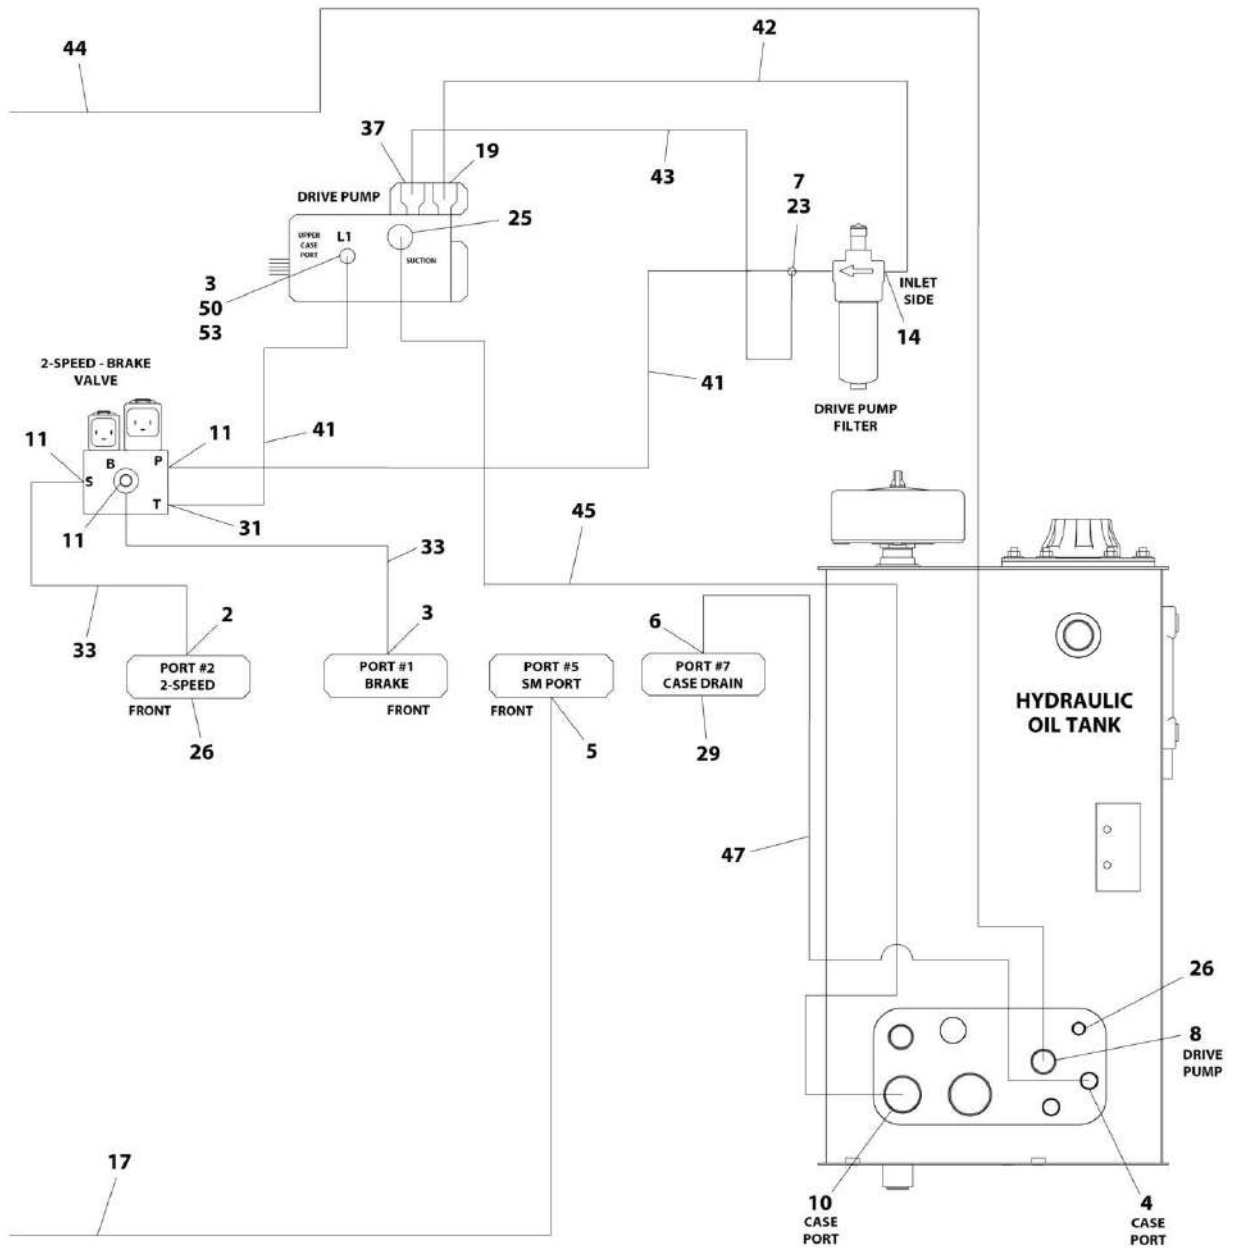 44
42
37
19
43
7
23
DRIVE PUMP
25
UPPER
CASE
PORT
L1
SUCTION
3
50
53
INLET
SIDE
14
2-SPEED - BRAKE
VALVE
41
DRIVE PUMP
FILTER
11
41
11
B
P
S
T
11
31
45
33
33
2
3
6
PORT #2
2-SPEED
PORT #1
BRAKE
PORT #5
SM PORT
PORT #7
CASE DRAIN
FRONT
FRONT
FRONT
26
5
29
HYDRAULIC
OIL TANK
47
26
8
DRIVE
PUMP
17
10
CASE
PORT
4
CASE
PORT